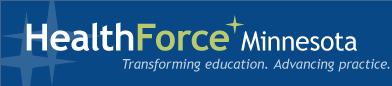 HealthForce Minnesota
Transforming education. Advancing practice.